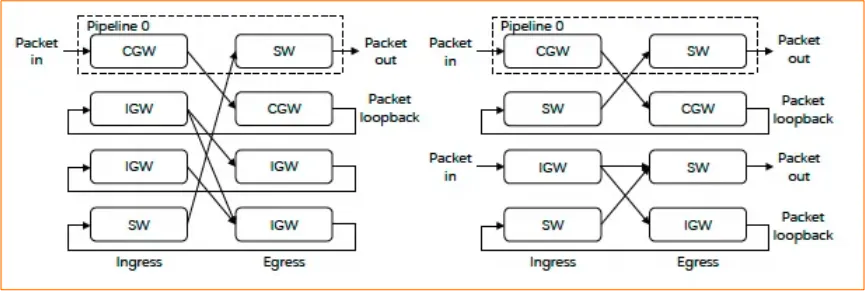 Pipeline 0
Packet
in
CGW
SW
Packet
out
IGW
CGW
Packet
loopback
IGW
IGW
SW
IGW
Ingress
Egress
Pipeline 0
Packet
in
CGW
SW
Packet
out
SW
CGW
Packet
loopback
Packet
in
IGW
SW
Packet
out
SW
IGW
Packet
loopback
Ingress
Egress